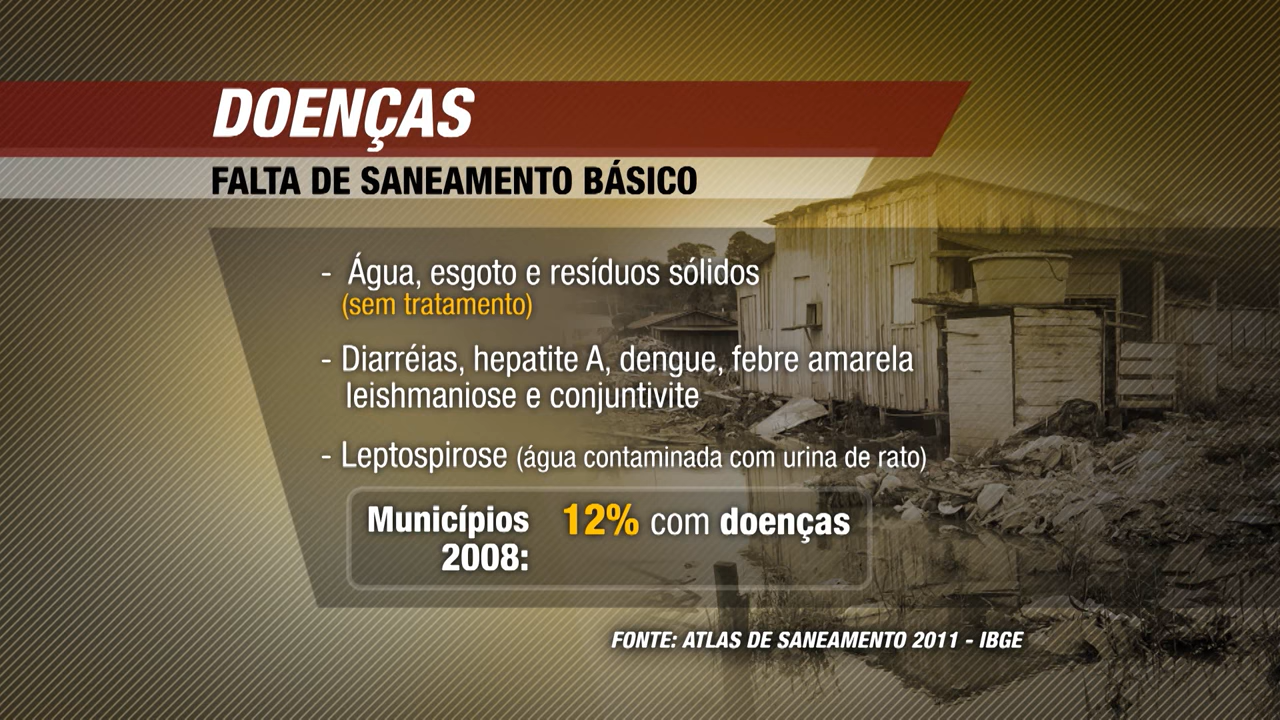 DOENÇAS
FALTA DE SANEAMENTO BÁSICO
- Água, esgoto e resíduos sólidos
(sem tratamento)
- Diarréias, hepatite A, dengue, febre amarela
leishmaniose e conjuntivite
- Leptospirose (água contaminada com urina de rato)
Municípios 12% com doenças
2008:
FONTE: ATLAS DE SANEAMENTO 2011 - IBGE